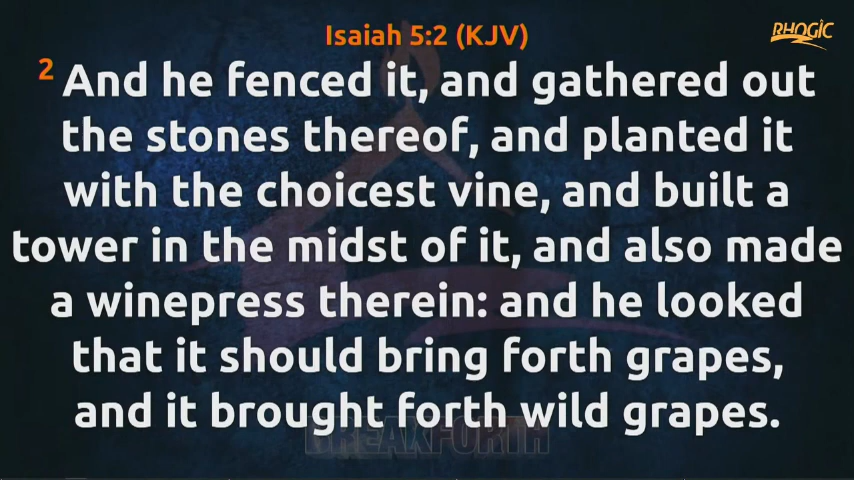 Isaiah 5:2 (KJV)
RHOGIC
2 And he fenced it, and gathered out
the stones thereof, and planted it
with the choicest vine, and built a
tower in the midst of it, and also made
a winepress therein: and he looked
that it should bring forth grapes,
and it brought forth wild grapes.
BREAKFORTH